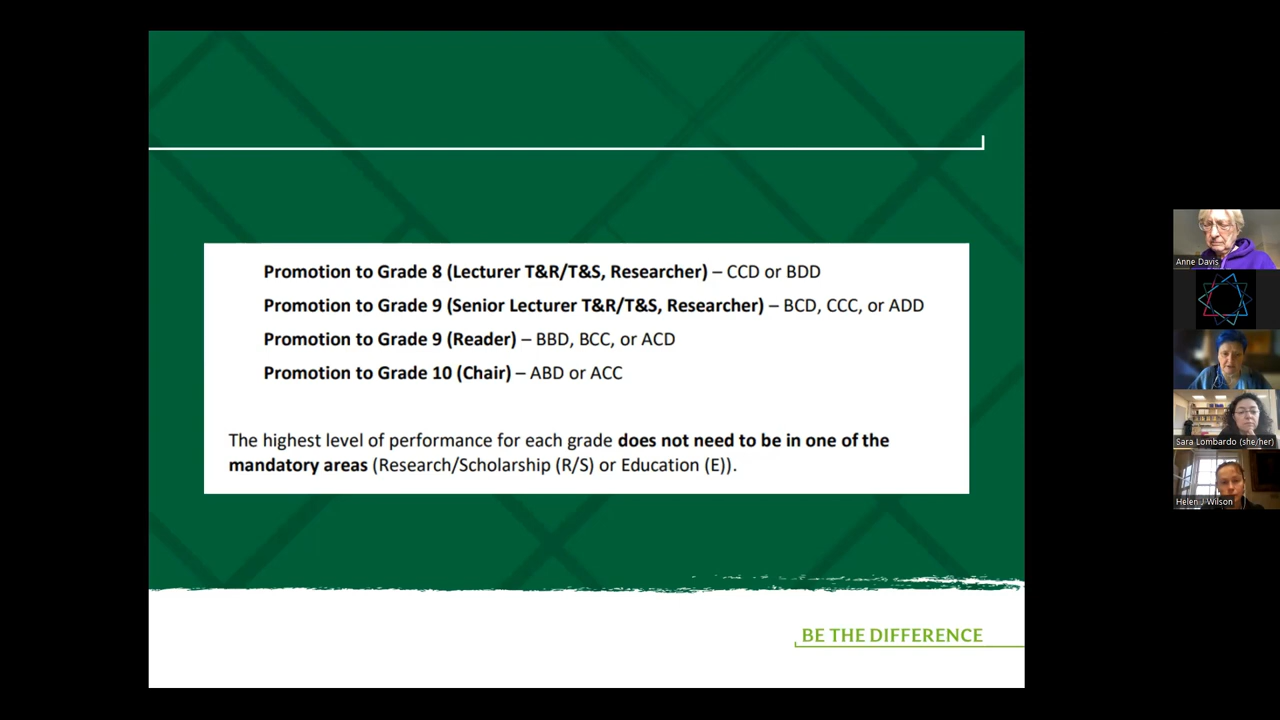 Promotion to Grade 8 (Lecturer T&R/T&S, Researcher) – CCD or BDD
Promotion to Grade 9 (Senior Lecturer T&R/T&S, Researcher) – BCD, CCC, or ADD
Promotion to Grade 9 (Reader) – BBD, BCC, or ACD
Promotion to Grade 10 (Chair) – ABD or ACC
The highest level of performance for each grade does not need to be in one of the
mandatory areas (Research/Scholarship (R/S) or Education (E)).
BE THE DIFFERENCE
Anne Davis
Sara Lombardo (she/her)
Helen J Wilson